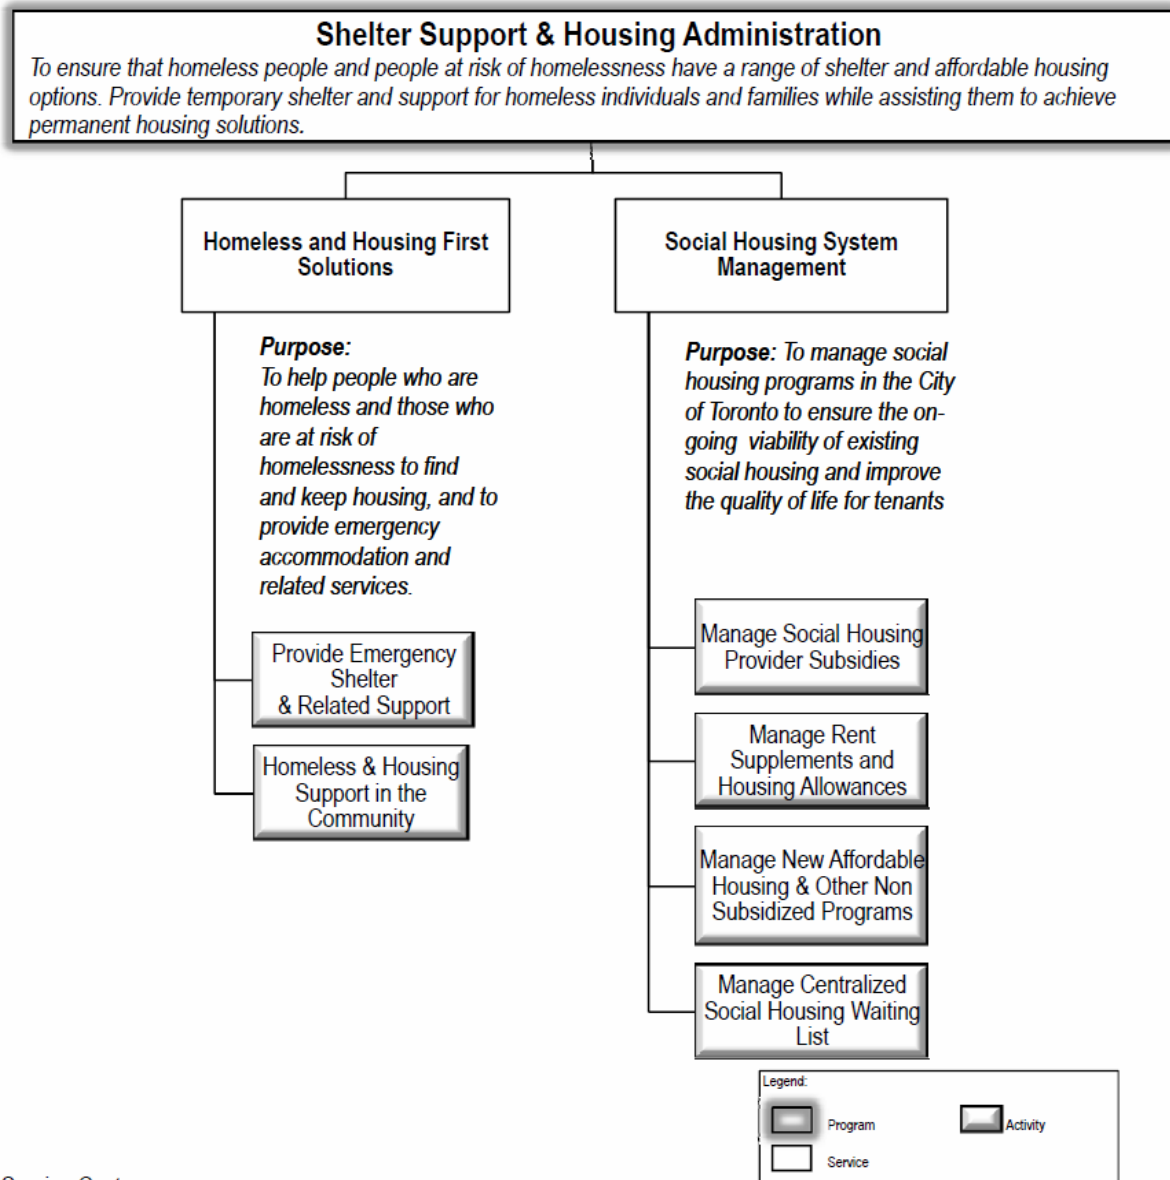 Shelter Support & Housing Administration
To ensure that homeless people and people at risk of homelessness have a range of shelter and affordable housing
options. Provide temporary shelter and support for homeless individuals and families while assisting them to achieve
permanent housing solutions.
Homeless and Housing First
Solutions
Purpose:
To help people who are
homeless and those who
are at risk of
homelessness to find
and keep housing, and to
provide emergency
accommodation and
related services.
Provide Emergency
Shelter
& Related Support
Homeless & Housing
Support in the
Community
Social Housing System
Management
Purpose: To manage social
housing programs in the City
of Toronto to ensure the on-
going viability of existing
social housing and improve
the quality of life for tenants
Manage Social Housing
Provider Subsidies
Manage Rent
Supplements and
Housing Allowances
Manage New Affordable
Housing & Other Non
Subsidized Programs
Manage Centralized
Social Housing Waiting
List
Legend:
Program
Activity
Service